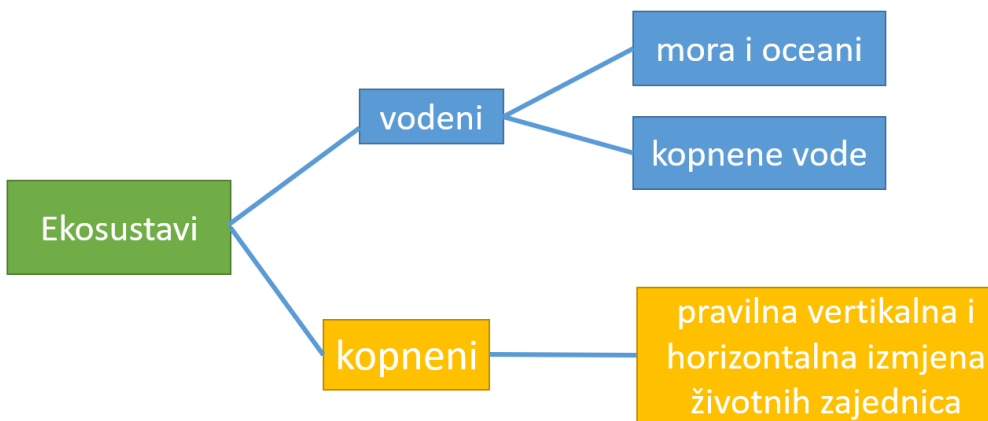 mora i oceani
vodeni
kopnene vode
Ekosustavi
kopneni
pravilna vertikalna i
horizontalna izmjena
životnih zajednica